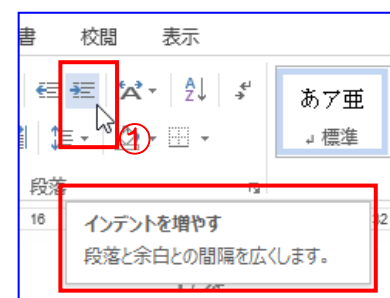 書 校閲 表示
A
Z
あア亜
↲ 標準
①
段落
16
32
インデントを増やす
段落と余白との間隔を広くします。